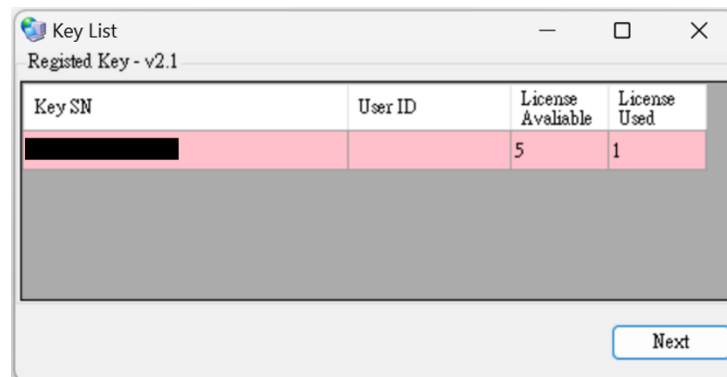 Key List
Registed Key - v2.1
Key SN User ID License Avaliable License Used
5 1
Next